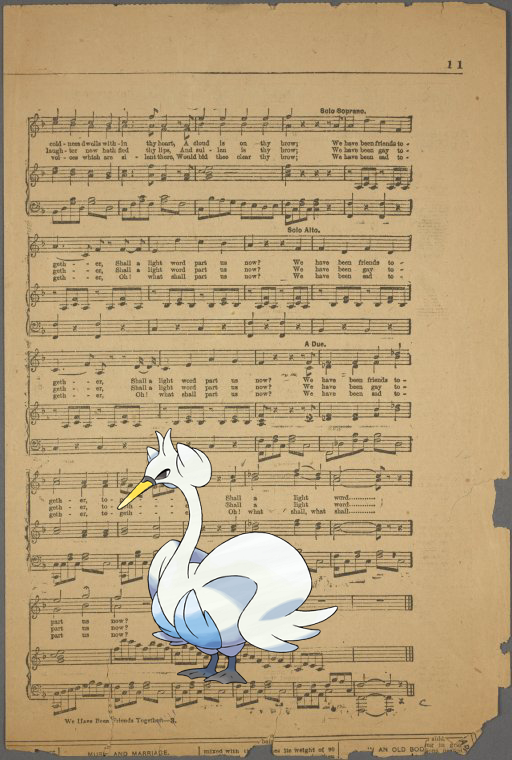 11
Solo Soprano.
cold - ness dwells with - in thy heart, A cloud is on thy brow; We have been friends to -
laugh - ter now hath fled thy lips, And sul - len is thy brow; We have been gay to -
voi - ces which are si - lent there, Would bid thee clear thy brow; We have been sad to -
Solo Alto.
geth - - er, Shall a light word part us now? We have been friends to -
geth - - er, Shall a light word part us now? We have been gay to -
geth - - er, Oh! what shall part us now? We have been sad to -
A Due.
geth - - er, Shall a light word part us now? We have been friends to -
geth - - er, Shall a light word part us now? We have been gay to -
geth - - er, Oh! what shall part us now? We have been sad to -
geth - er, to - Shall a light word
geth - er, to - Shall a light word
geth - er, to - geth - Oh! what shall, what shall
part us now?
part us now?
part us now?
We Have Been Friends Together—3.
C
MUSIC AND MARRIAGE.
mixed with its weight of 90
"AN OLD BOD